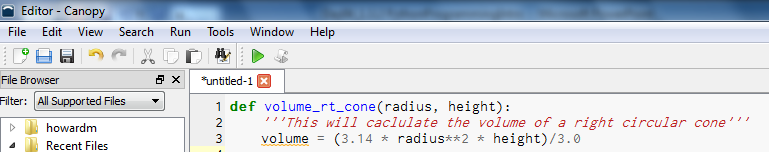 Editor - Canopy
File Edit View Search Run Tools Window Help
File Browser
*untitled-1
Filter: All Supported Files
howardm
Recent Files
1 def volume_rt_cone(radius, height):
2 '''This will caclulate the volume of a right circular cone'''
3 volume = (3.14 * radius**2 * height)/3.0